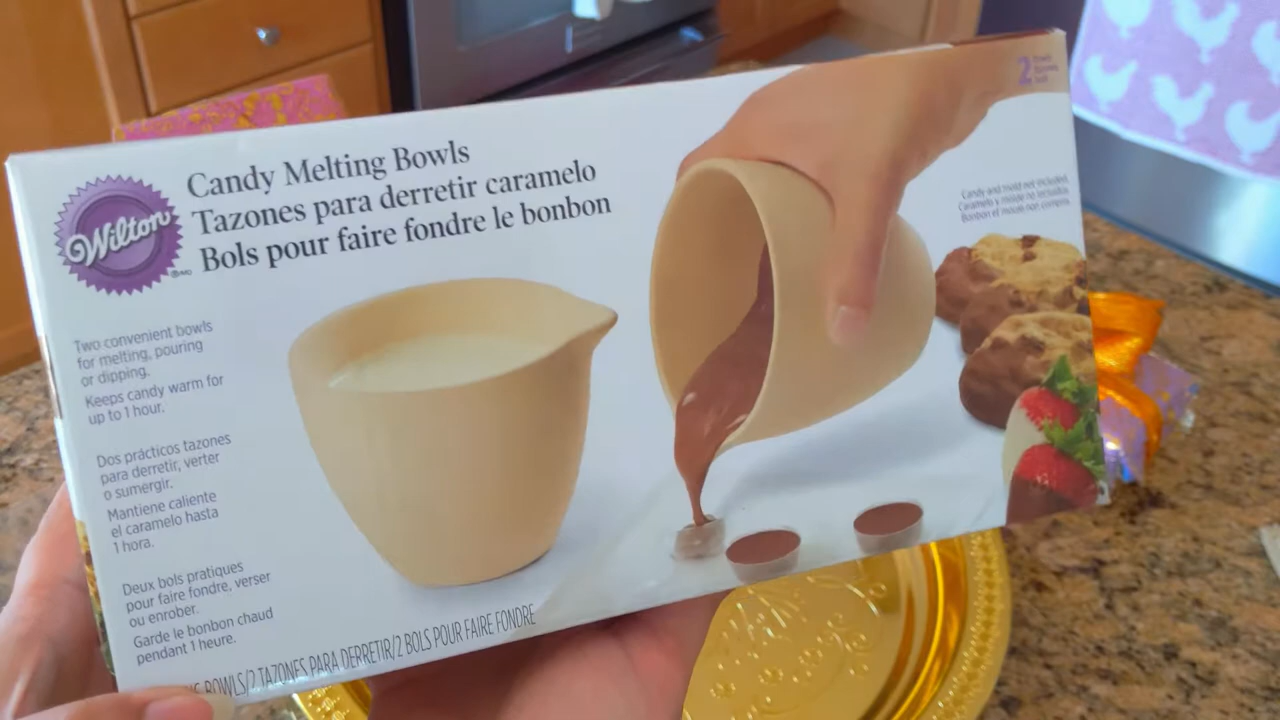 Wilton
Candy Melting Bowls
Tazones para derretir caramelo
Bols pour faire fondre le bonbon
2
Candy and mold not included.
Caramelo y molde no incluidos.
Bonbon et moule non compris.
Two convenient bowls
for melting, pouring
or dipping.
Keeps candy warm for
up to 1 hour.
Dos prácticos tazones
para derretir, verter
o sumergir.
Mantiene caliente
el caramelo hasta
1 hora.
Deux bols pratiques
pour faire fondre, verser
ou enrober.
Garde le bonbon chaud
pendant 1 heure.
BOWLS/2 TAZONES PARA DERRETIR/2 BOLS POUR FAIRE FONDRE